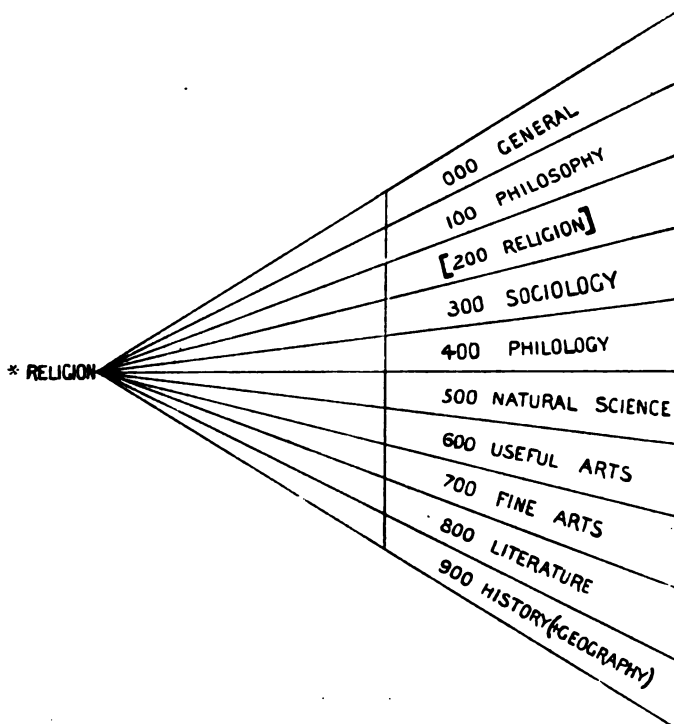 000 GENERAL
100 PHILOSOPHY
[200 RELIGION]
300 SOCIOLOGY
400 PHILOLOGY
* RELIGION
500 NATURAL SCIENCE
600 USEFUL ARTS
700 FINE ARTS
800 LITERATURE
900 HISTORY (+GEOGRAPHY)